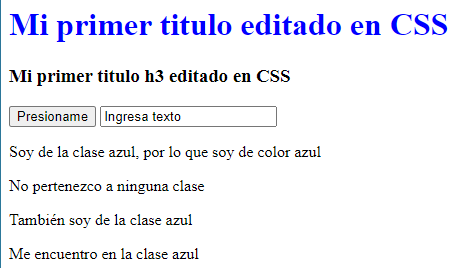 Mi primer titulo editado en CSS
Mi primer titulo h3 editado en CSS
Presioname Ingresa texto
Soy de la clase azul, por lo que soy de color azul
No pertenezco a ninguna clase
También soy de la clase azul
Me encuentro en la clase azul